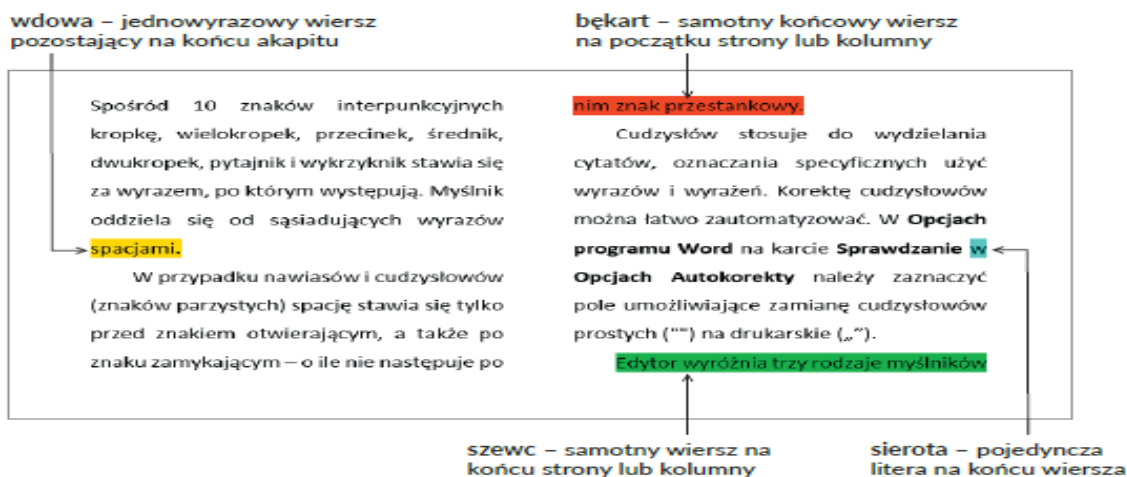 wdowa – jednowyrazowy wiersz
pozostający na końcu akapitu
bękart – samotny końcowy wiersz
na początku strony lub kolumny
Spośród 10 znaków interpunkcyjnych
kropkę, wielokropek, przecinek, średnik,
dwukropek, pytajnik i wykrzyknik stawia się
za wyrazem, po którym występują. Myślnik
oddziela się od sąsiadujących wyrazów
spacjami.
W przypadku nawiasów i cudzysłowów
(znaków parzystych) spację stawia się tylko
przed znakiem otwierającym, a także po
znaku zamykającym – o ile nie następuje po
nim znak przestankowy.
Cudzysłów stosuje do wydzielania
cytatów, oznaczania specyficznych użyć
wyrazów i wyrażeń. Korektę cudzysłowów
można łatwo zautomatyzować. W Opcjach
programu Word na karcie Sprawdzanie w
Opcjach Autokorekty należy zaznaczyć
pole umożliwiające zamianę cudzysłowów
prostych ("") na drukarskie („”).
Edytor wyróżnia trzy rodzaje myślników
szewc – samotny wiersz na
końcu strony lub kolumny
sierota – pojedyncza
litera na końcu wiersza